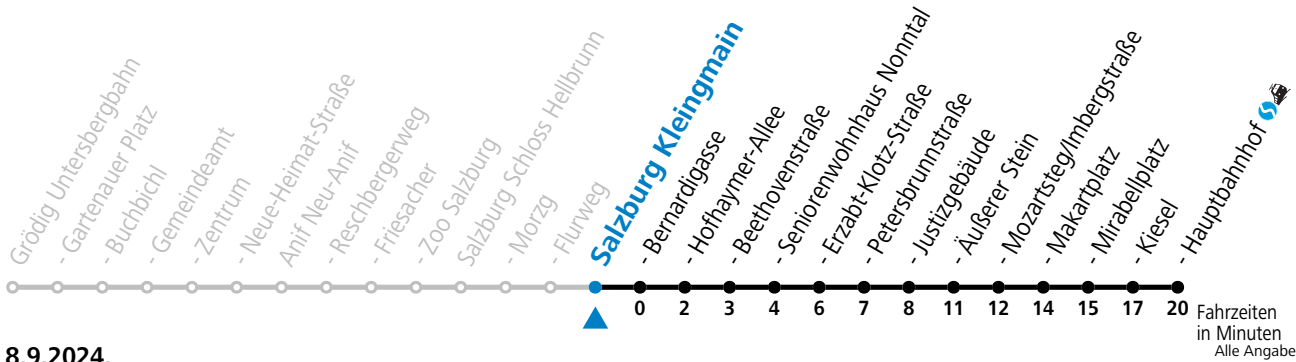 Grödig Untersbergbahn
- Gartenauer Platz
- Buchbichl
- Gemeindeamt
- Zentrum
- Neue-Heimat-Straße
Anif Neu-Anif
- Reschbergerweg
- Friesacher
- Zoo Salzburg
Salzburg Schloss Hellbrunn
- Morzg
- Flurweg
Salzburg Kleingmain
- Bernardigasse
- Hofhaymer-Allee
- Beethovenstraße
- Seniorenwohnhaus Nonntal
- Erzabt-Klotz-Straße
- Petersbrunnstraße
- Justizgebäude
- Äußerer Stein
- Mozartsteg/Imbergstraße
- Makartplatz
- Mirabellplatz
- Kiesel
- Hauptbahnhof
0 2 3 4 6 7 8 11 12 14 15 17 20
Fahrzeiten
in Minuten
Alle Angabe
8.9.2024.